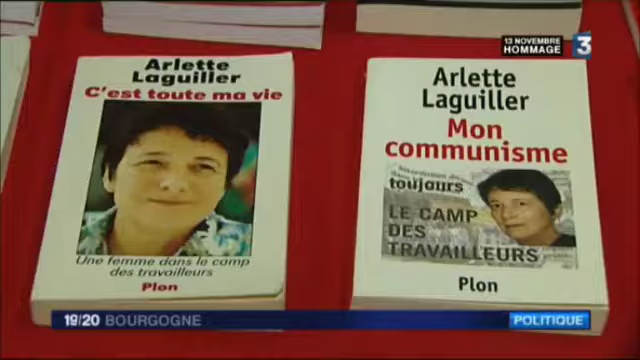 13 NOVEMBRE
HOMMAGE
3
Arlette
Laguiller
C'est toute ma vie
Une femme dans le camp
des travailleurs
Plon
Arlette
Laguiller
Mon
communisme
toujours
LE CAMP
DES
TRAVAILLEURS
Plon
19/20 BOURGOGNE
POLITIQUE